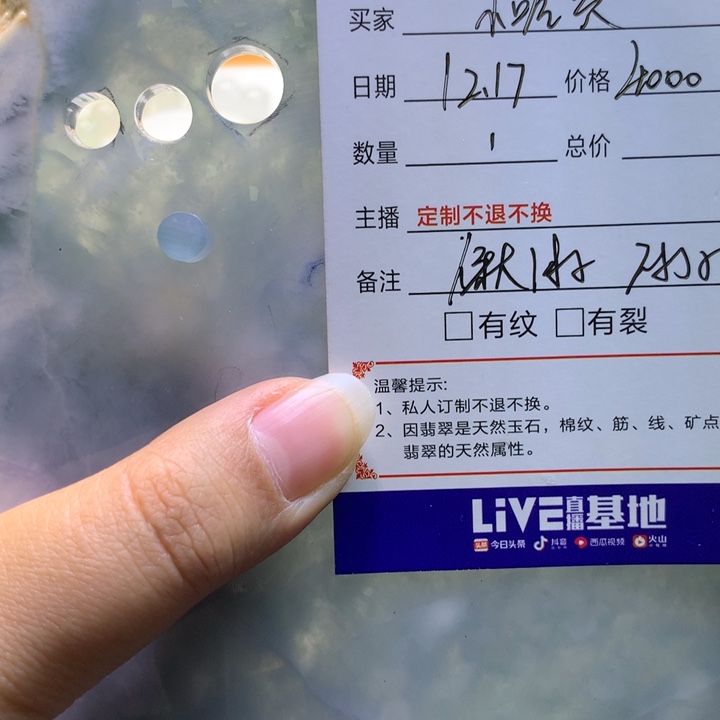 买家
日期 12.17 价格 4000
数量 1 总价
主播 定制不退不换
备注
□有纹 □有裂
温馨提示:
1、私人订制不退不换。
2、因翡翠是天然玉石，棉纹、筋、线、矿点
翡翠的天然属性。
LiVE直播基地
头条 今日头条 抖音 西瓜视频 火山